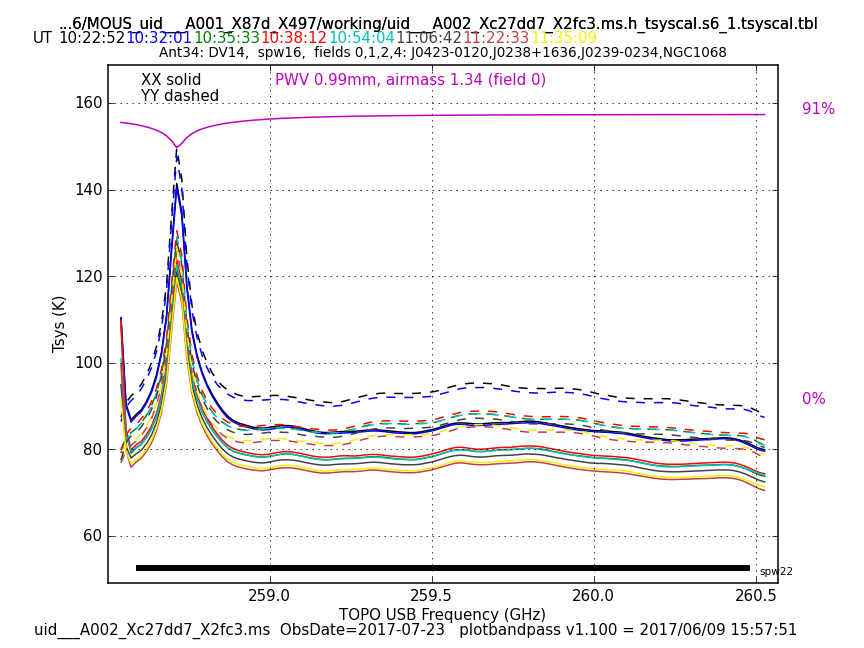 ...6/MOUS_uid___A001_X87d_X497/working/uid___A002_Xc27dd7_X2fc3.ms.h_tsyscal.s6_1.tsyscal.tbl
UT 10:22:52 10:32:01 10:35:33 10:38:12 10:54:04 11:06:42 11:22:33 11:35:09
Ant34: DV14, spw16, fields 0,1,2,4: J0423-0120,J0238+1636,J0239-0234,NGC1068
XX solid PWV 0.99mm, airmass 1.34 (field 0)
YY dashed
160
91%
140
120
Tsys (K)
100
0%
80
60
spw22
259.0 259.5 260.0 260.5
TOPO USB Frequency (GHz)
uid___A002_Xc27dd7_X2fc3.ms ObsDate=2017-07-23 plotbandpass v1.100 = 2017/06/09 15:57:51